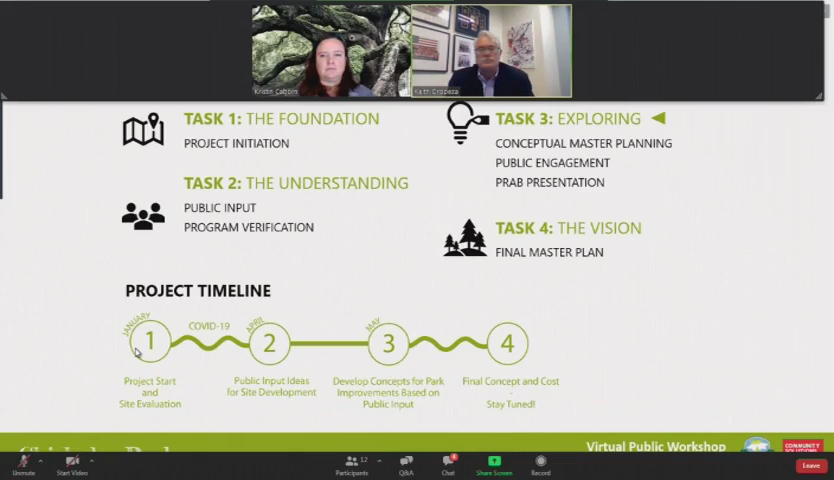 Kristin Caborn
Keith Oropeza
TASK 1: THE FOUNDATION
PROJECT INITIATION
TASK 2: THE UNDERSTANDING
PUBLIC INPUT
PROGRAM VERIFICATION
TASK 3: EXPLORING
CONCEPTUAL MASTER PLANNING
PUBLIC ENGAGEMENT
PRAB PRESENTATION
TASK 4: THE VISION
FINAL MASTER PLAN
PROJECT TIMELINE
JANUARY
1
COVID-19
APRIL
2
MAY
3
4
Project Start
and
Site Evaluation
Public Input Ideas
for Site Development
Develop Concepts for Park
Improvements Based on
Public Input
Final Concept and Cost
-
Stay Tuned!
Virtual Public Workshop
COMMUNITY
SOLUTIONS
Unmute
Start Video
12
Participants
Q&A
4
Chat
Share Screen
Record
Leave